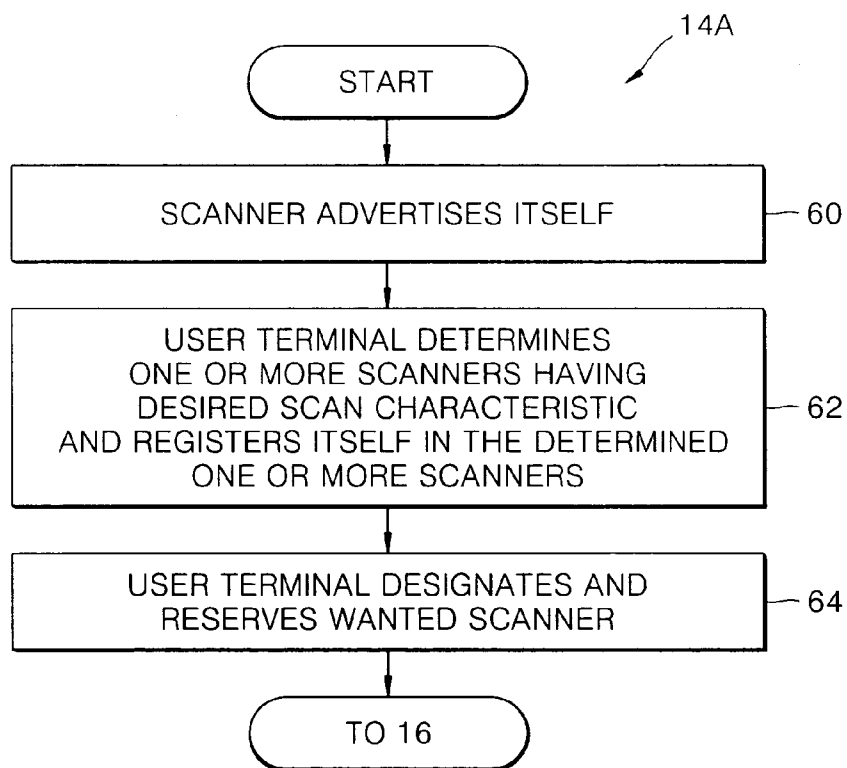 14A
START
SCANNER ADVERTISES ITSELF
60
USER TERMINAL DETERMINES
ONE OR MORE SCANNERS HAVING
DESIRED SCAN CHARACTERISTIC
AND REGISTERS ITSELF IN THE DETERMINED
ONE OR MORE SCANNERS
62
USER TERMINAL DESIGNATES AND
RESERVES WANTED SCANNER
64
TO 16